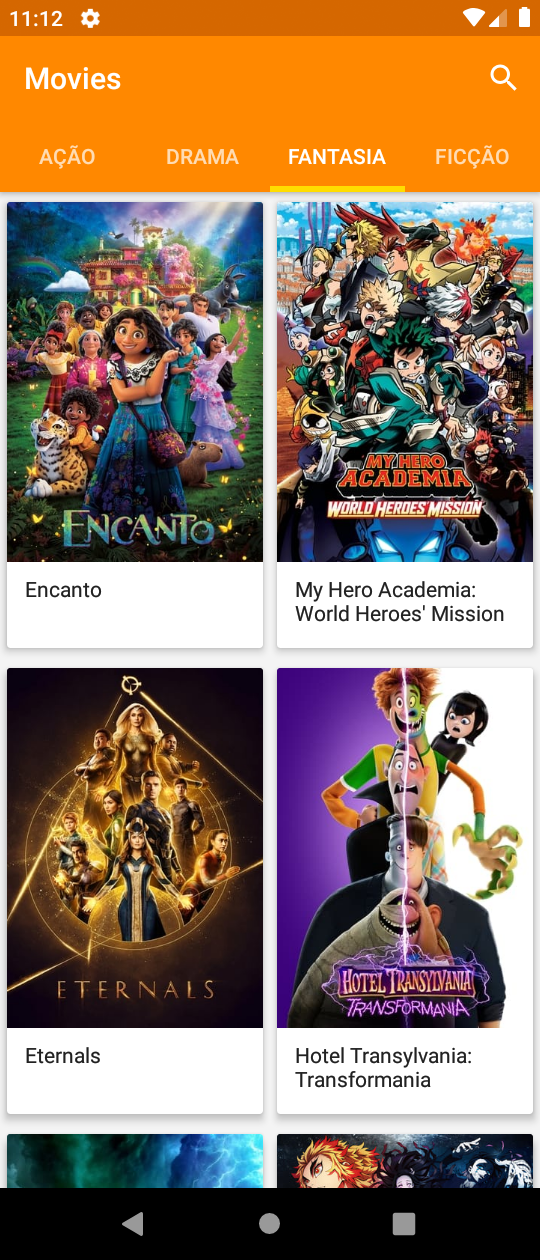 11:12
Movies
AÇÃO DRAMA FANTASIA FICÇÃO
ENCANTO
MY HERO
ACADEMIA
WORLD HEROES MISSION
Encanto
My Hero Academia:
World Heroes' Mission
ETERNALS
HOTEL TRANSYLVANIA
TRANSFORMANIA
Eternals
Hotel Transylvania:
Transformania